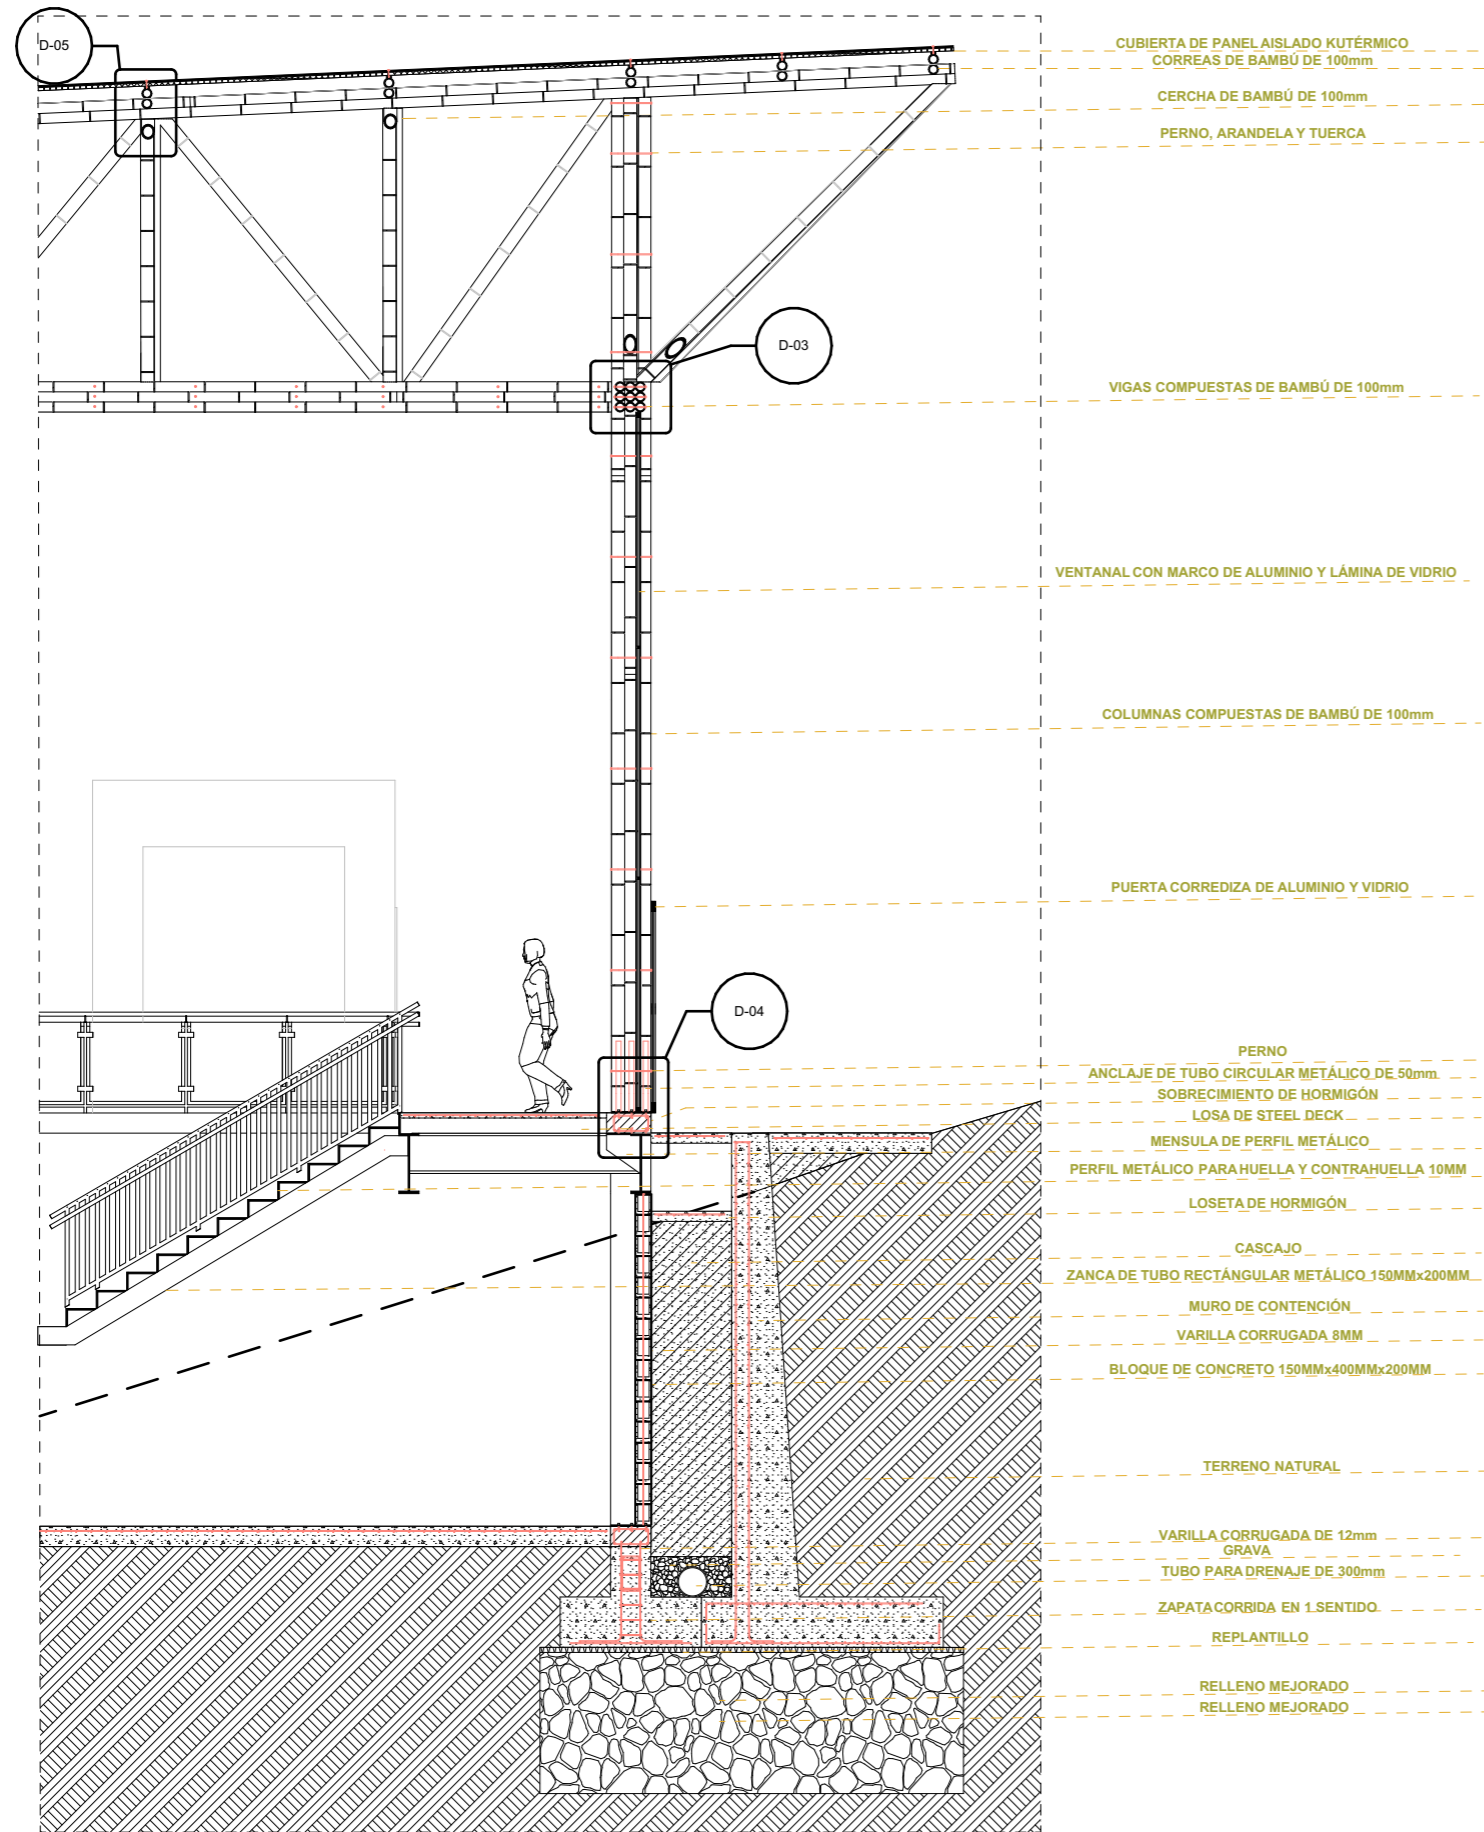 D-05
CUBIERTA DE PANEL AISLADO KUTÉRMICO
CORREAS DE BAMBÚ DE 100mm
CERCHA DE BAMBÚ DE 100mm
PERNO, ARANDELA Y TUERCA
D-03
VIGAS COMPUESTAS DE BAMBÚ DE 100mm
VENTANAL CON MARCO DE ALUMINIO Y LÁMINA DE VIDRIO
COLUMNAS COMPUESTAS DE BAMBÚ DE 100mm
PUERTA CORREDIZA DE ALUMINIO Y VIDRIO
D-04
PERNO
ANCLAJE DE TUBO CIRCULAR METÁLICO DE 50mm
SOBRECIMIENTO DE HORMIGÓN
LOSA DE STEEL DECK
MENSULA DE PERFIL METÁLICO
PERFIL METÁLICO PARA HUELLA Y CONTRAHUELLA 10MM
LOSETA DE HORMIGÓN
CASCAJO
ZANCA DE TUBO RECTÁNGULAR METÁLICO 150MMx200MM
MURO DE CONTENCIÓN
VARILLA CORRUGADA 8MM
BLOQUE DE CONCRETO 150MMx400MMx200MM
TERRENO NATURAL
VARILLA CORRUGADA DE 12mm
GRAVA
TUBO PARA DRENAJE DE 300mm
ZAPATA CORRIDA EN 1 SENTIDO
REPLANTILLO
RELLENO MEJORADO
RELLENO MEJORADO